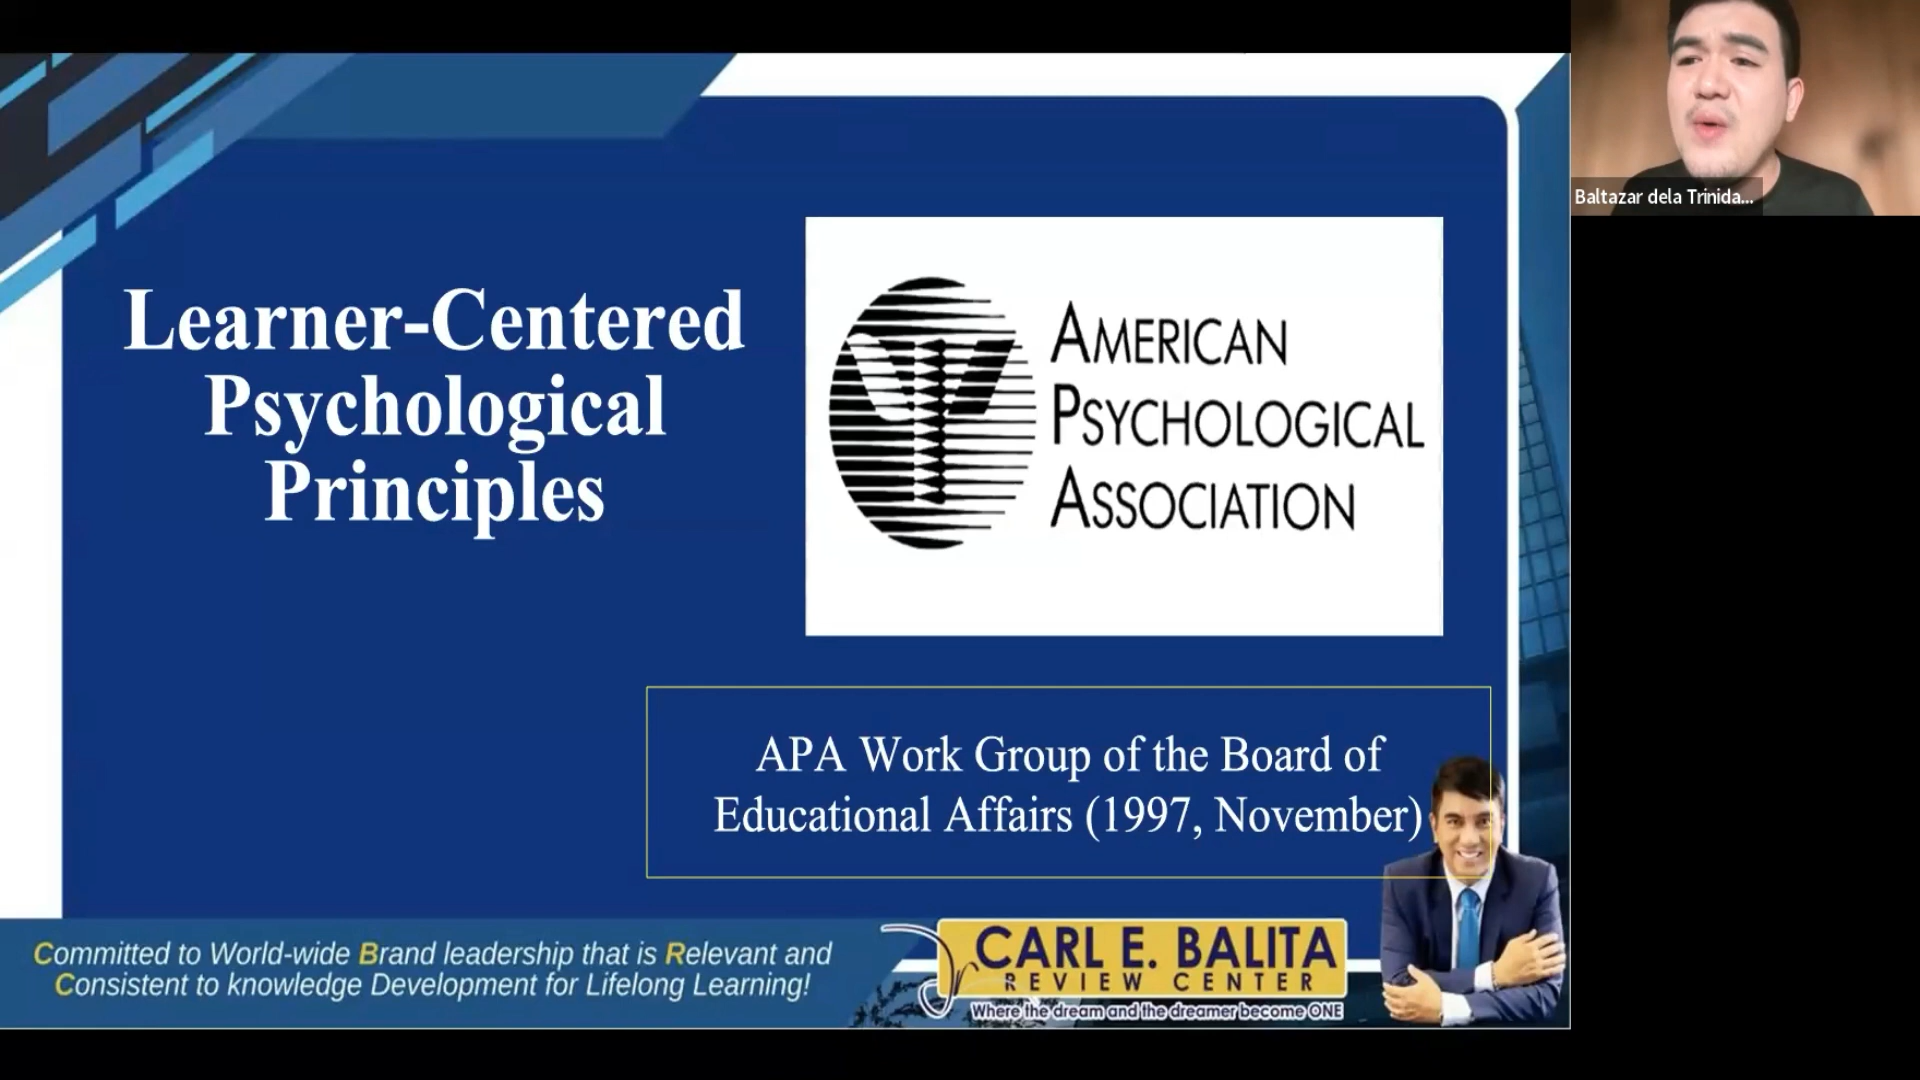 Learner-Centered
Psychological
Principles
AMERICAN
PSYCHOLOGICAL
ASSOCIATION
APA Work Group of the Board of
Educational Affairs (1997, November)
Committed to World-wide Brand leadership that is Relevant and
Consistent to knowledge Development for Lifelong Learning!
Dr. CARL E. BALITA
REVIEW CENTER
Where the dream and the dreamer become ONE
Baltazar dela Trinida...